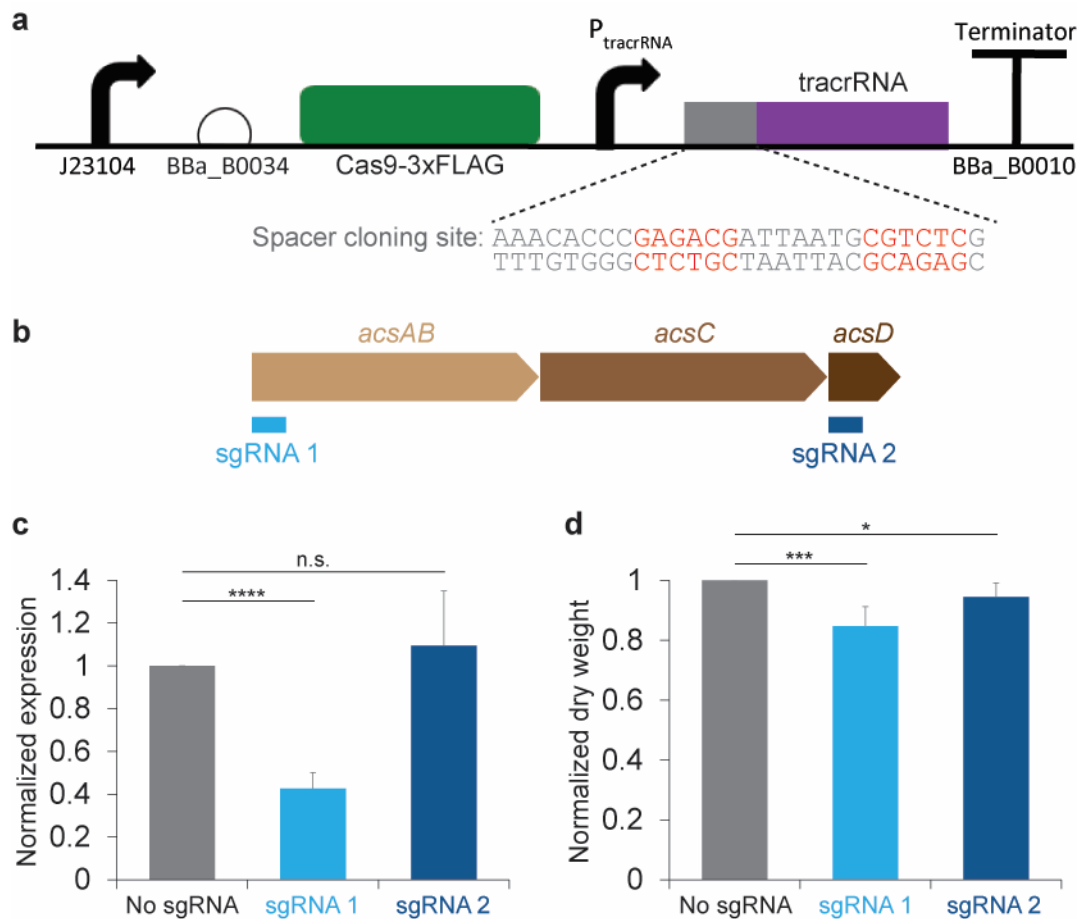 a
P tracrRNA
Terminator
tracrRNA
J23104
BBa_B0034
Cas9-3xFLAG
BBa_B0010
Spacer cloning site: AAACACCCGAGACGATTAATGCGTCTCG
TTTGTGGGCTCTGCTAATTACGCAGAGC
b
acsAB
acsC
acsD
sgRNA 1
sgRNA 2
c
n.s.
****
Normalized expression
1.4
1.2
1
0.8
0.6
0.4
0.2
0
No sgRNA
sgRNA 1
sgRNA 2
d
*
***
Normalized dry weight
1
0.8
0.6
0.4
0.2
0
No sgRNA
sgRNA 1
sgRNA 2